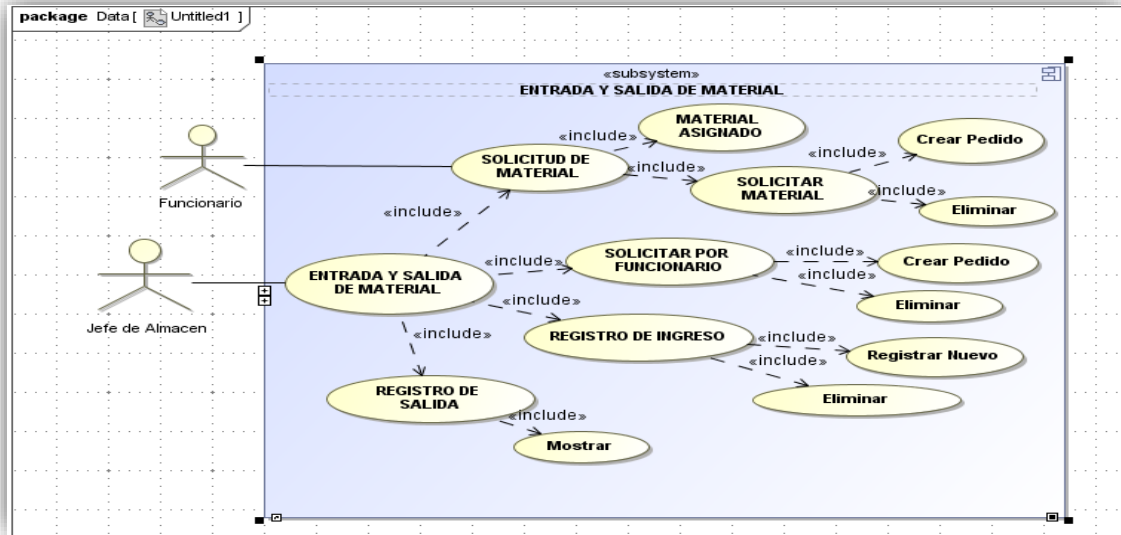 package Data [ Untitled1 ]
«subsystem»
ENTRADA Y SALIDA DE MATERIAL
MATERIAL
ASIGNADO
«include»
Crear Pedido
«include»
SOLICITUD DE
MATERIAL
«include»
SOLICITAR
MATERIAL
«include»
Eliminar
Funcionario
«include»
SOLICITAR POR
FUNCIONARIO
«include»
Crear Pedido
«include»
«include»
ENTRADA Y SALIDA
DE MATERIAL
Eliminar
Jefe de Almacen
«include»
«include»
REGISTRO DE INGRESO
«include»
Registrar Nuevo
«include»
REGISTRO DE
SALIDA
Eliminar
«include»
Mostrar